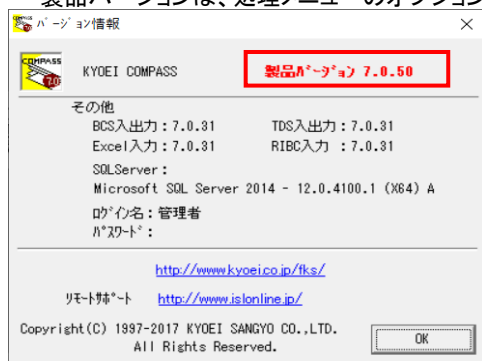 製品バージョンは、処理メニューのオプション
ﾊﾞｰｼﾞｮﾝ情報
COMPASS
7.0
KYOEI COMPASS 製品ﾊﾞｰｼﾞｮﾝ 7.0.50
その他
BCS入出力：7.0.31 TDS入出力：7.0.31
Excel入力：7.0.31 RIBC入力 ：7.0.31
SQLServer：
Microsoft SQL Server 2014 - 12.0.4100.1 (X64) A
ﾛｸﾞｲﾝ名：管理者
ﾊﾟｽﾜｰﾄﾞ：
http://www.kyoei.co.jp/fks/
ﾘﾓｰﾄｻﾎﾟｰﾄ http://www.islonline.jp/
Copyright(C) 1997-2017 KYOEI SANGYO CO.,LTD.
All Rights Reserved.
OK